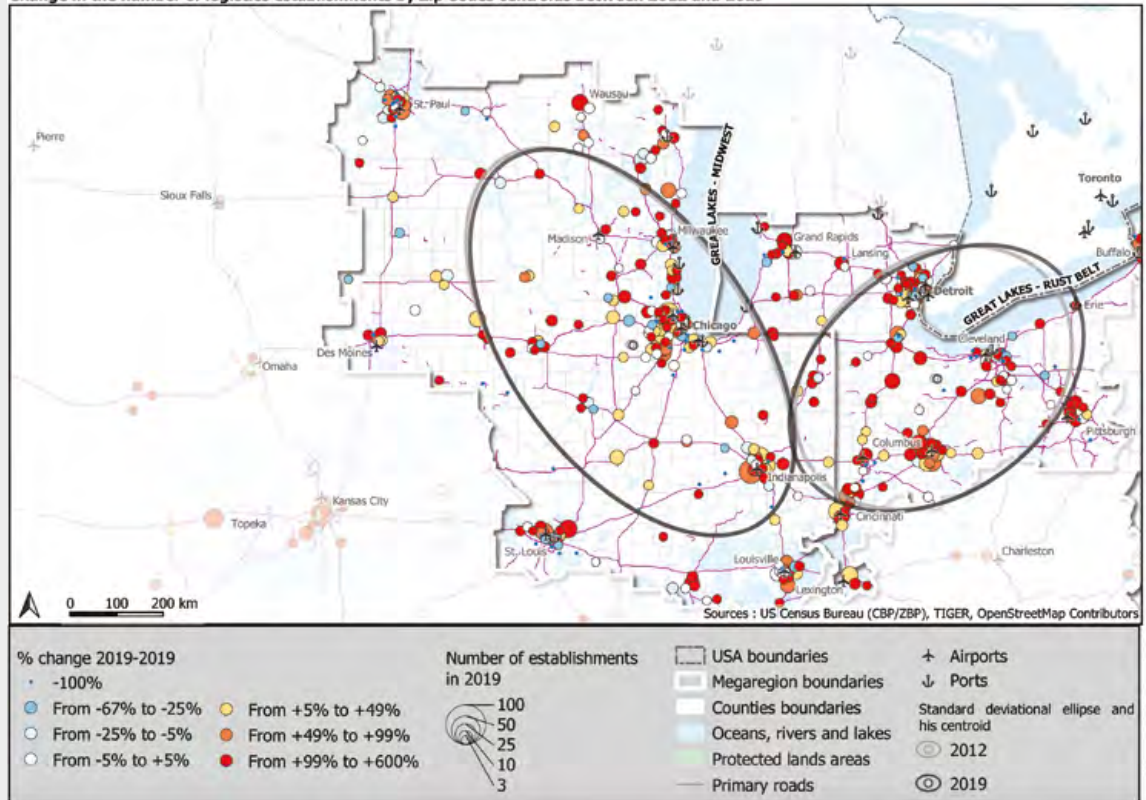 Pierre
St. Paul
Wausau
Sioux Falls
Toronto
GREAT LAKES - MIDWEST
Madison
Milwaukee
Grand Rapids
Lansing
Buffalo
Detroit
GREAT LAKES - RUST BELT
Erie
Chicago
Cleveland
Des Moines
Omaha
Pittsburgh
Columbus
Indianapolis
Kansas City
Topeka
Cincinnati
St. Louis
Louisville
Charleston
Lexington
0 100 200 km
Sources : US Census Bureau (CBP/ZBP), TIGER, OpenStreetMap Contributors
% change 2019-2019
-100%
From -67% to -25%
From -25% to -5%
From -5% to +5%
From +5% to +49%
From +49% to +99%
From +99% to +600%
Number of establishments
in 2019
100
50
25
10
3
USA boundaries
Megaregion boundaries
Counties boundaries
Oceans, rivers and lakes
Protected lands areas
Primary roads
Airports
Ports
Standard deviational ellipse and
his centroid
2012
2019